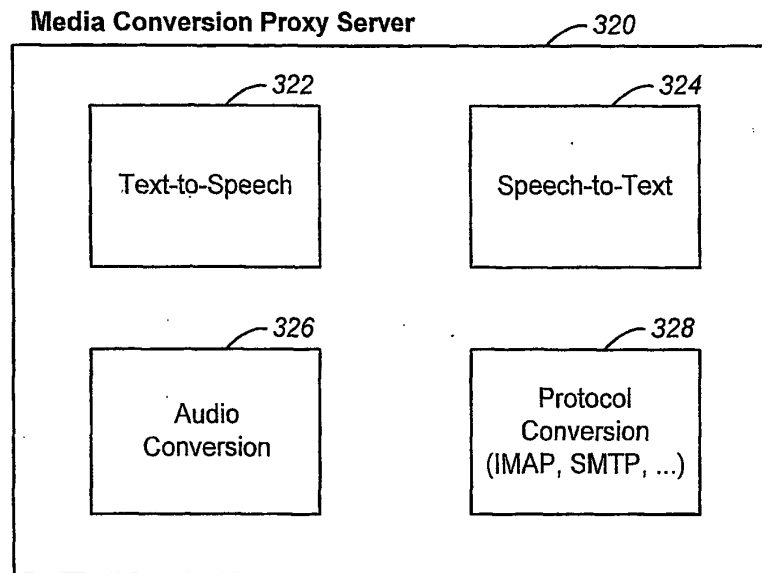 Media Conversion Proxy Server
320
322
324
Text-to-Speech
Speech-to-Text
326
328
Audio
Conversion
Protocol
Conversion
(IMAP, SMTP, ...)